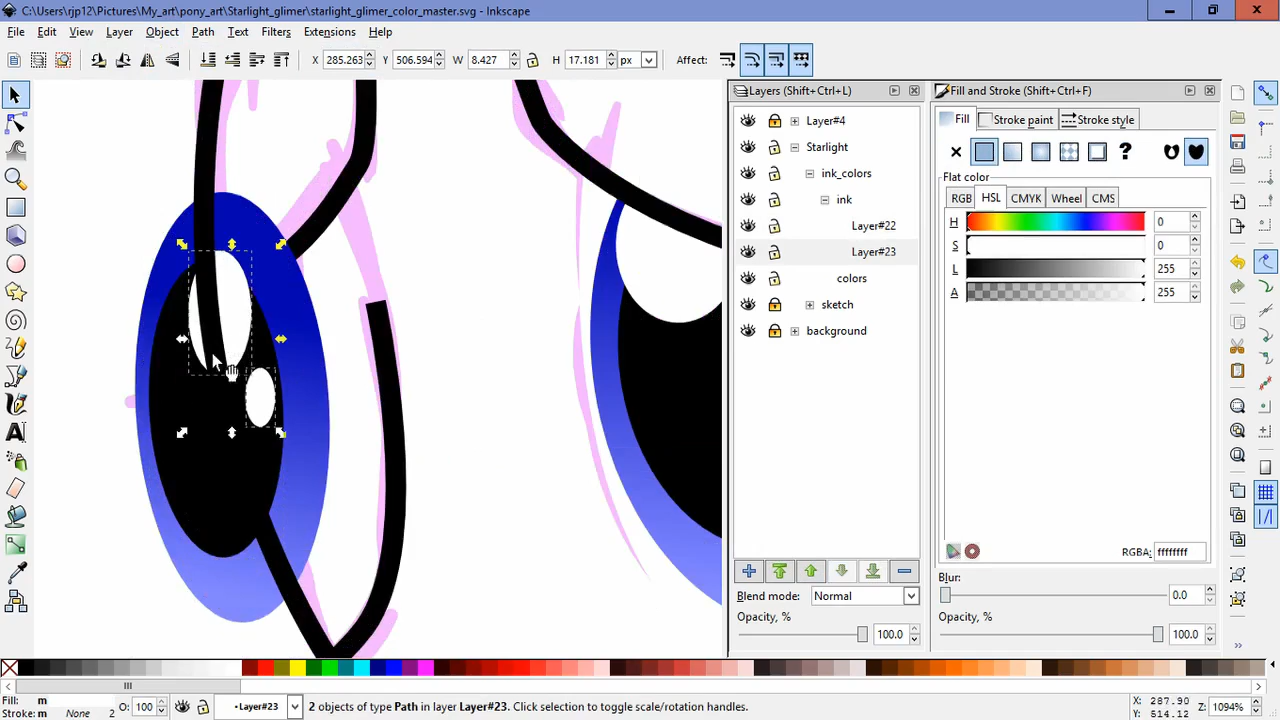 C:\Users\rjp12\Pictures\My_art\pony_art\Starlight_glimer\starlight_glimer_color_master.svg - Inkscape
File Edit View Layer Object Path Text Filters Extensions Help
X 285.263 Y 506.594 W 8.427 H 17.181 px Affect:
Layers (Shift+Ctrl+L)
Layer#4
Starlight
ink_colors
ink
Layer#22
Layer#23
colors
sketch
background
Blend mode: Normal
Opacity, % 100.0
Fill and Stroke (Shift+Ctrl+F)
Fill Stroke paint Stroke style
?
Flat color
RGB HSL CMYK Wheel CMS
H 0
S 0
L 255
A 255
RGBA: ffffffff
Blur:
0.0
Opacity, %
100.0
Fill: m
Stroke: m None 2 O: 100 •Layer#23 2 objects of type Path in layer Layer#23. Click selection to toggle scale/rotation handles.
X: 287.90
Y: 514.12
Z: 1094%